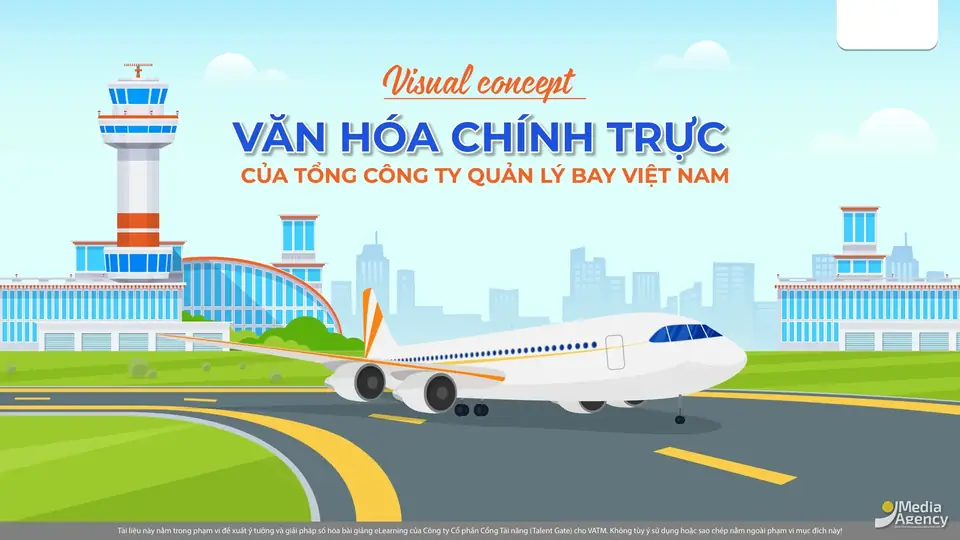 Visual concept
VĂN HÓA CHÍNH TRỰC
CỦA TỔNG CÔNG TY QUẢN LÝ BAY VIỆT NAM
Media
Agency
Tài liệu này nằm trong phạm vi đề xuất ý tưởng và giải pháp số hóa bài giảng eLearning của Công ty Cổ phần Cổng Tài năng (Talent Gate) cho VATM. Không tùy ý sử dụng hoặc sao chép nằm ngoài phạm vi mục đích này!